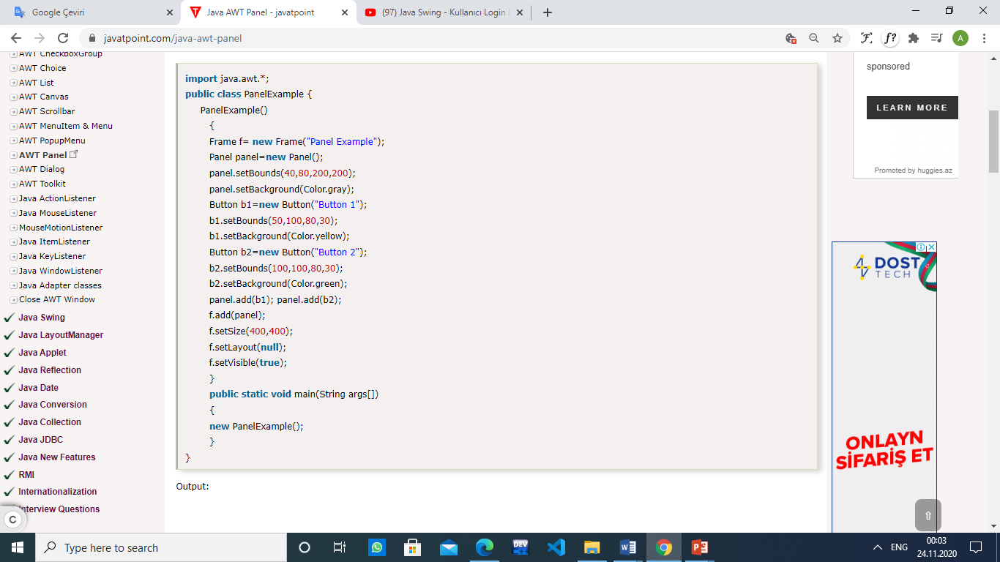 Google Çeviri
Java AWT Panel - javatpoint
(97) Java Swing - Kullanıcı Login
javatpoint.com/java-awt-panel
A
AWT CheckboxGroup
AWT Choice
AWT List
AWT Canvas
AWT Scrollbar
AWT MenuItem & Menu
AWT PopupMenu
AWT Panel
AWT Dialog
AWT Toolkit
Java ActionListener
Java MouseListener
MouseMotionListener
Java ItemListener
Java KeyListener
Java WindowListener
Java Adapter classes
Close AWT Window
Java Swing
Java LayoutManager
Java Applet
Java Reflection
Java Date
Java Conversion
Java Collection
Java JDBC
Java New Features
RMI
Internationalization
Interview Questions
C
import java.awt.*;
public class PanelExample {
PanelExample()
{
Frame f= new Frame("Panel Example");
Panel panel=new Panel();
panel.setBounds(40,80,200,200);
panel.setBackground(Color.gray);
Button b1=new Button("Button 1");
b1.setBounds(50,100,80,30);
b1.setBackground(Color.yellow);
Button b2=new Button("Button 2");
b2.setBounds(100,100,80,30);
b2.setBackground(Color.green);
panel.add(b1); panel.add(b2);
f.add(panel);
f.setSize(400,400);
f.setLayout(null);
f.setVisible(true);
}
public static void main(String args[])
{
new PanelExample();
}
}
Output:
sponsored
LEARN MORE
Promoted by huggies.az
DOST
TECH
ONLAYN
SİFARİŞ ET
Type here to search
DEV
C++
ENG
00:03
24.11.2020